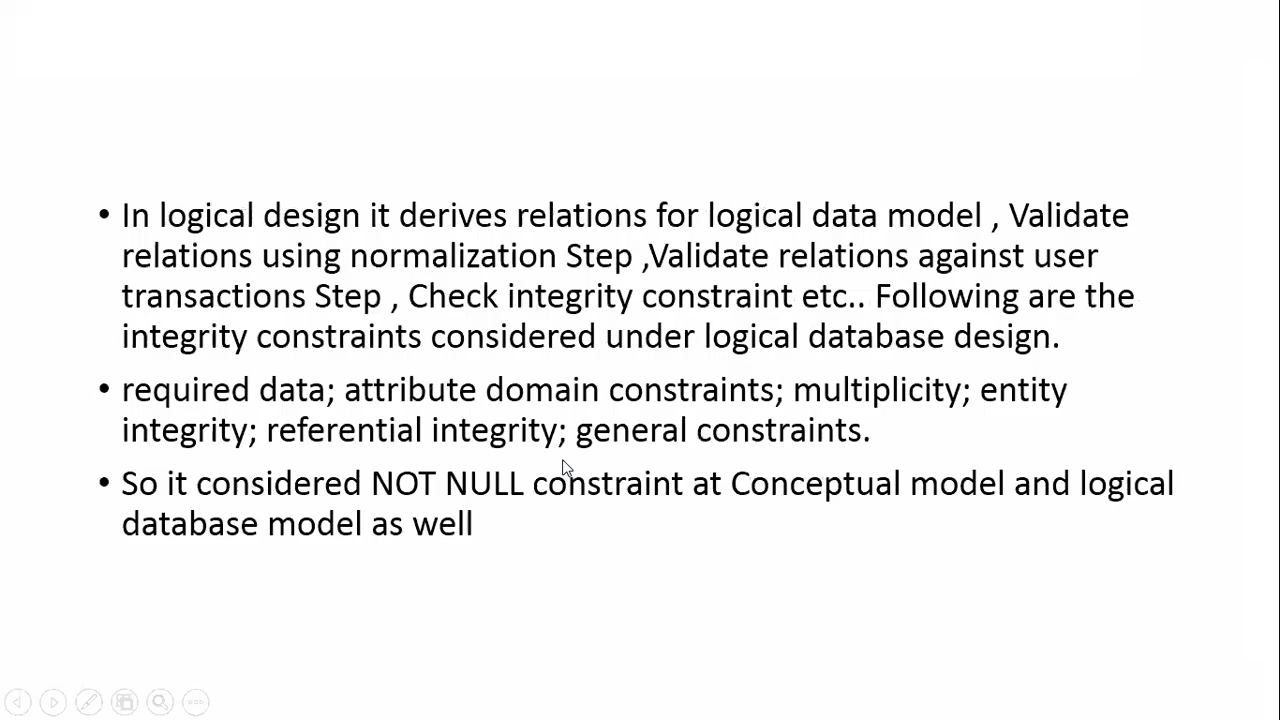 • In logical design it derives relations for logical data model , Validate
relations using normalization Step ,Validate relations against user
transactions Step , Check integrity constraint etc.. Following are the
integrity constraints considered under logical database design.
• required data; attribute domain constraints; multiplicity; entity
integrity; referential integrity; general constraints.
• So it considered NOT NULL constraint at Conceptual model and logical
database model as well